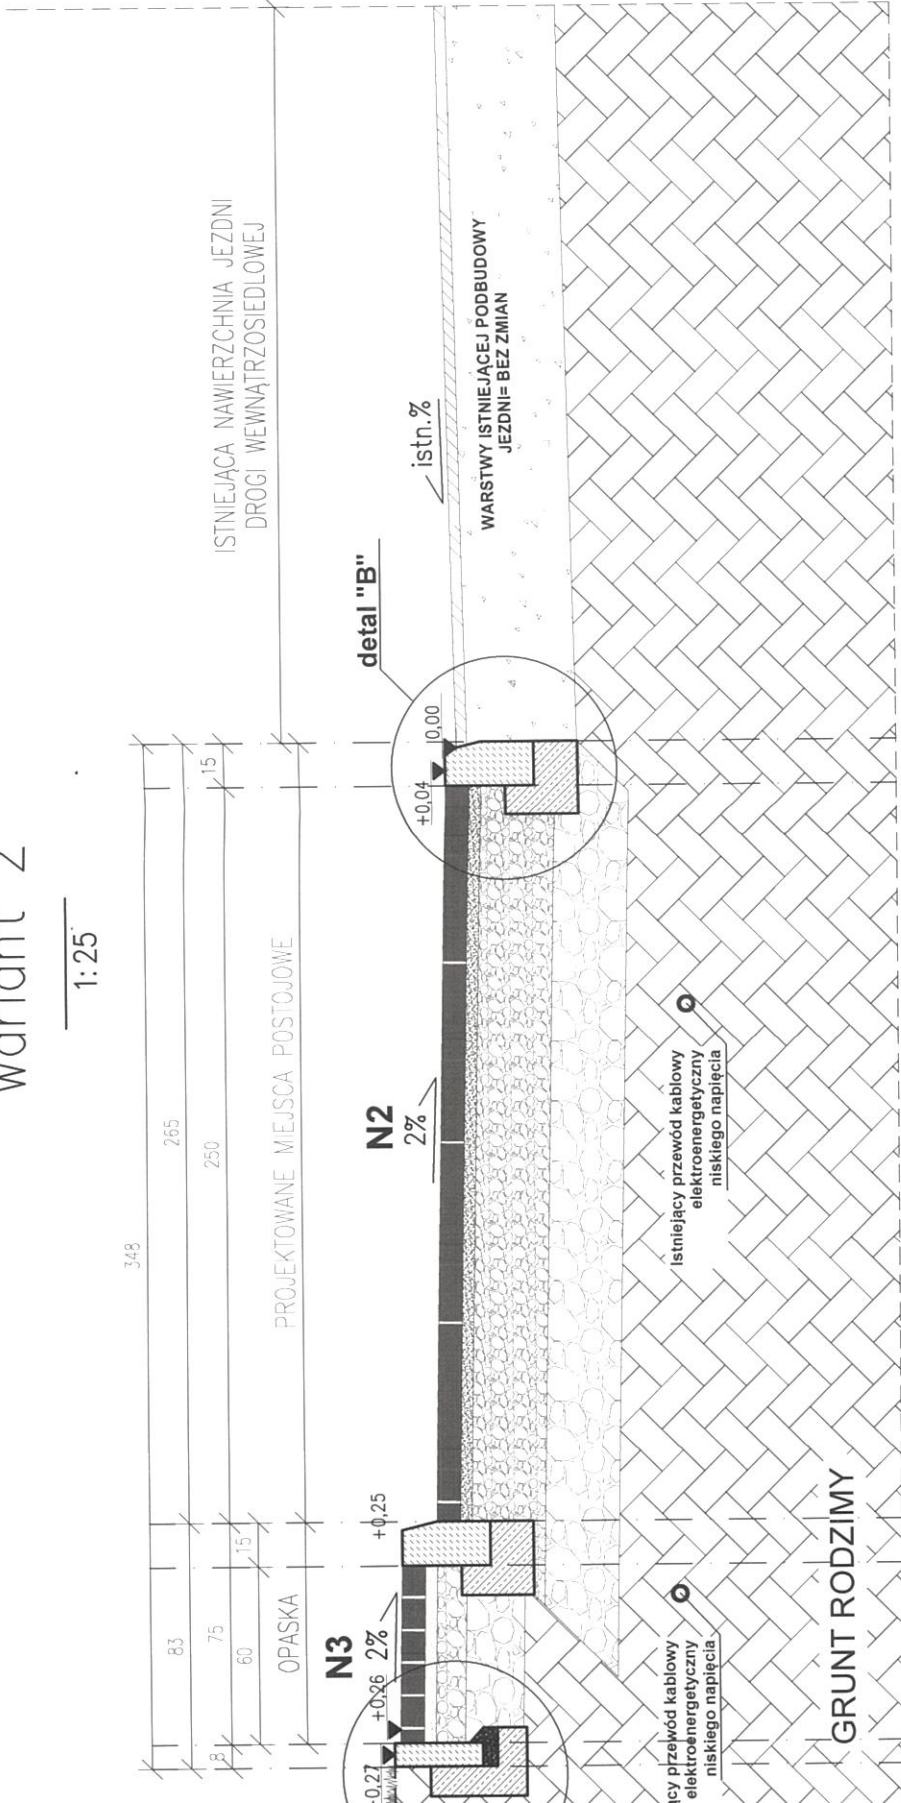 wariant 2
1:25
348
265
83
250
15
75
60
15
8
ISTNIEJĄCA NAWIERZCHNIA JEZDNI
DROGI WEWNĄTRZOSIEDLOWEJ
PROJEKTOWANE MIEJSCA POSTOJOWE
OPASKA
detal "B"
istn.%
N2
2%
N3
2%
0,00
+0,04
+0,25
+0,26
0,27
WARSTWY ISTNIEJĄCEJ PODBUDOWY
JEZDNI= BEZ ZMIAN
Istniejący przewód kablowy
elektroenergetyczny
niskiego napięcia
przewód kablowy
elektroenergetyczny
niskiego napięcia
GRUNT RODZIMY